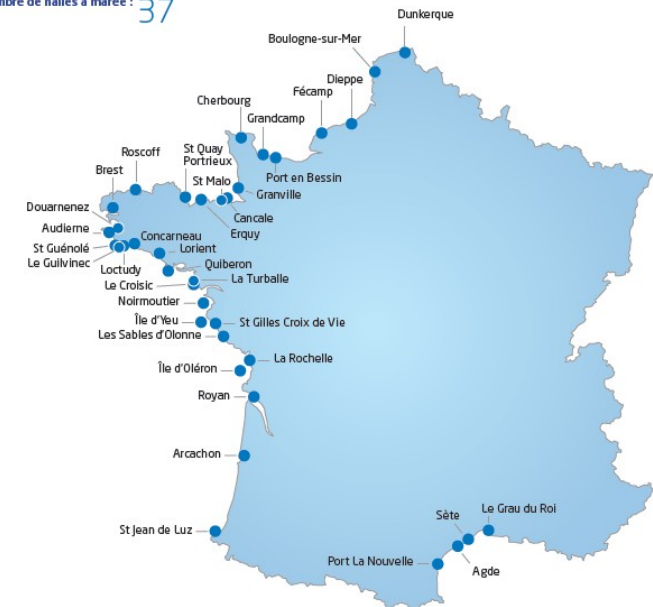 mbre de halles à marée : 37
Dunkerque
Boulogne-sur-Mer
Dieppe
Fécamp
Cherbourg
Grandcamp
Port en Bessin
St Quay
Portrieux
Roscoff
St Malo
Granville
Brest
Cancale
Erquy
Douarnenez
Audierne
Concarneau
St Guénolé
Lorient
Le Guilvinec
Loctudy
Quiberon
Le Croisic
La Turballe
Noirmoutier
Île d'Yeu
St Gilles Croix de Vie
Les Sables d'Olonne
La Rochelle
Île d'Oléron
Royan
Arcachon
St Jean de Luz
Sète
Le Grau du Roi
Port La Nouvelle
Agde